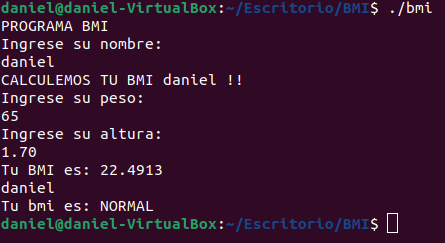 daniel@daniel-VirtualBox:~/Escritorio/BMI$ ./bmi
PROGRAMA BMI
Ingrese su nombre:
daniel
CALCULEMOS TU BMI daniel !!
Ingrese su peso:
65
Ingrese su altura:
1.70
Tu BMI es: 22.4913
daniel
Tu bmi es: NORMAL
daniel@daniel-VirtualBox:~/Escritorio/BMI$